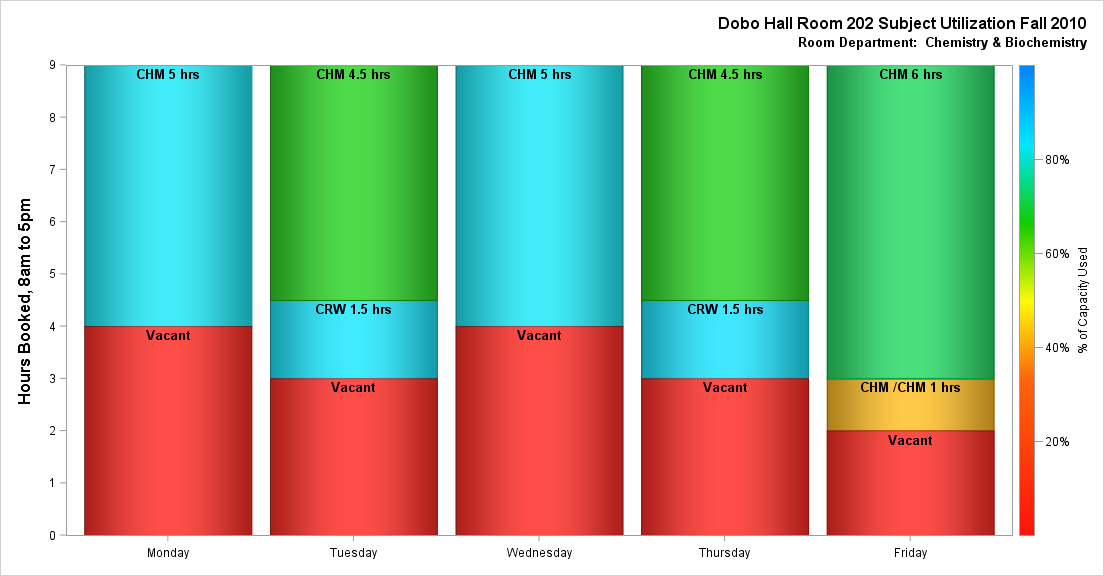 Dobo Hall Room 202 Subject Utilization Fall 2010
Room Department:  Chemistry & Biochemistry
Hours Booked, 8am to 5pm
9
8
7
6
5
4
3
2
1
0
CHM 5 hrs
Vacant
CHM 4.5 hrs
CRW 1.5 hrs
Vacant
CHM 5 hrs
Vacant
CHM 4.5 hrs
CRW 1.5 hrs
Vacant
CHM 6 hrs
CHM /CHM 1 hrs
Vacant
Monday
Tuesday
Wednesday
Thursday
Friday
80%
60%
40%
20%
% of Capacity Used